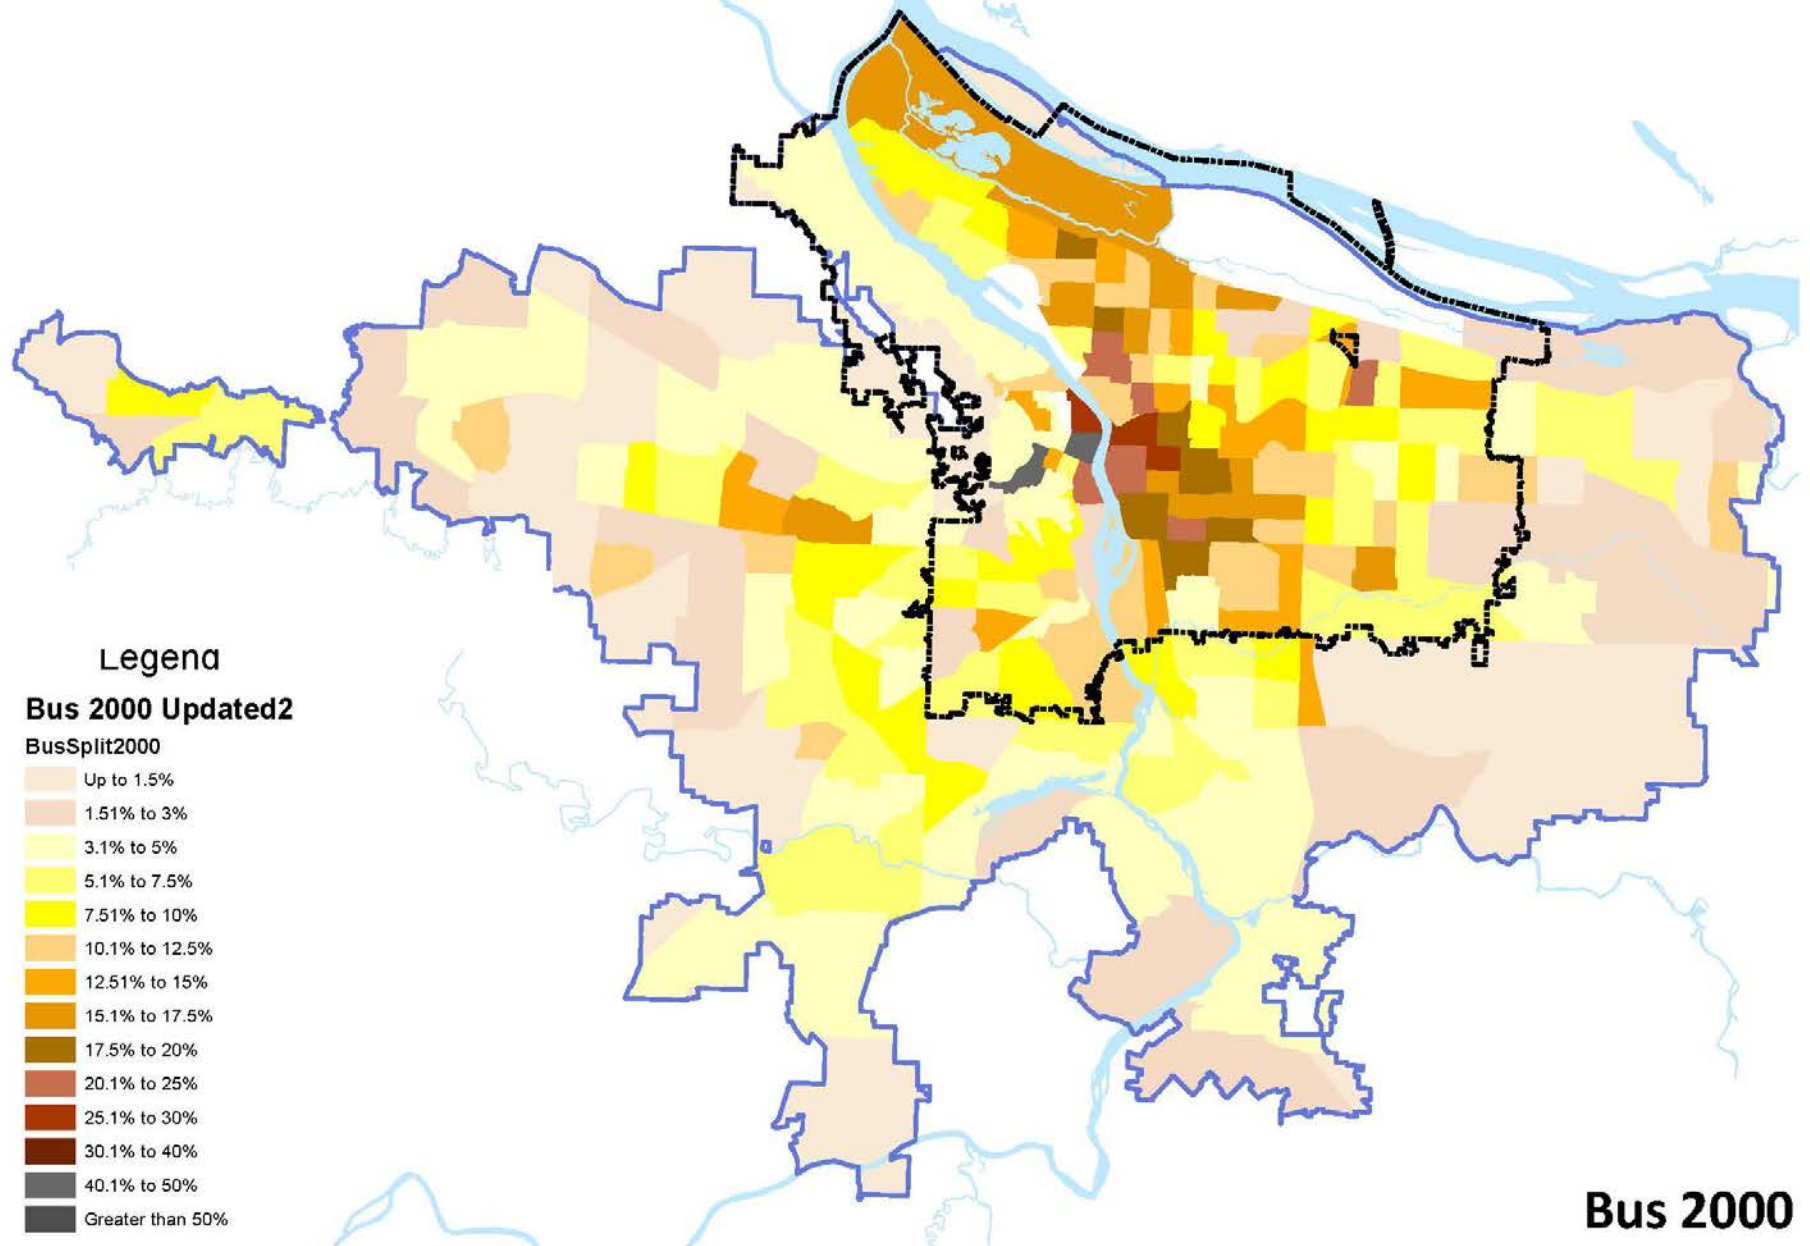 Legend
Bus 2000 Updated2
BusSplit2000
Up to 1.5%
1.51% to 3%
3.1% to 5%
5.1% to 7.5%
7.51% to 10%
10.1% to 12.5%
12.51% to 15%
15.1% to 17.5%
17.5% to 20%
20.1% to 25%
25.1% to 30%
30.1% to 40%
40.1% to 50%
Greater than 50%
Bus 2000